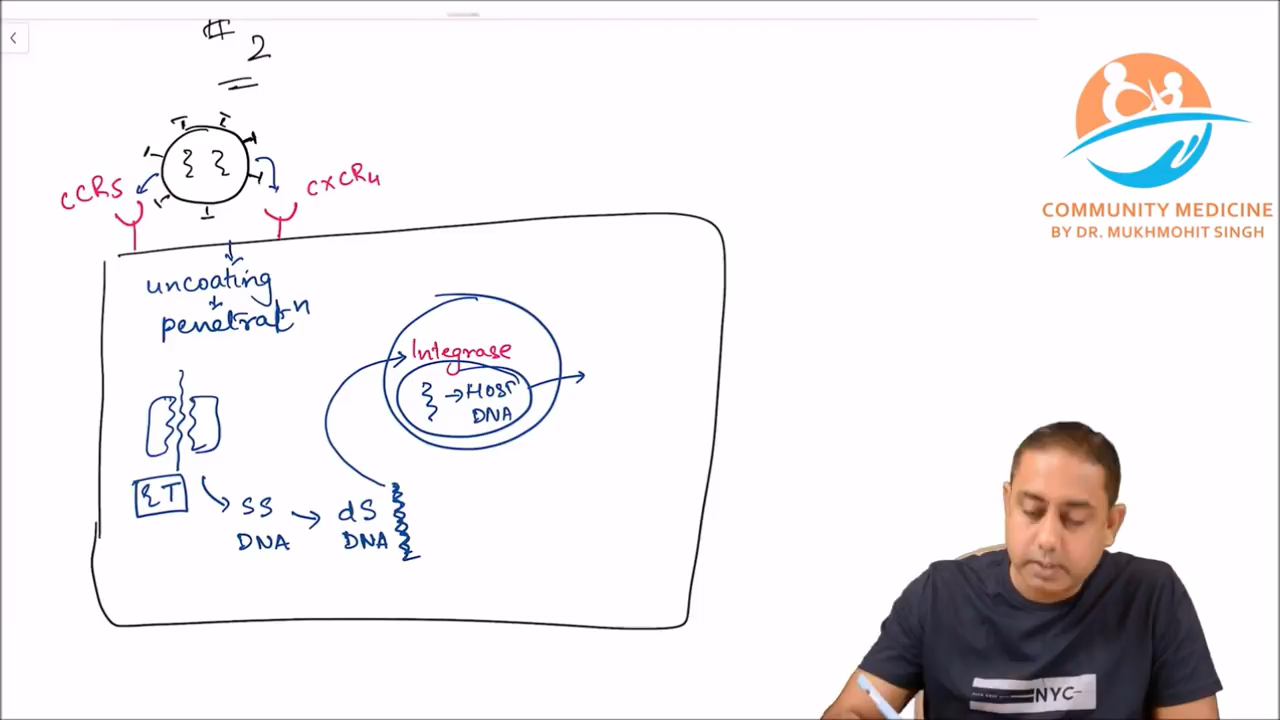 2
CCR5
CXCR4
uncoating
penetratn
Integrase
→ HOST
DNA
RT
SS
DNA
dS
DNA
COMMUNITY MEDICINE
BY DR. MUKHMOHIT SINGH
NYC